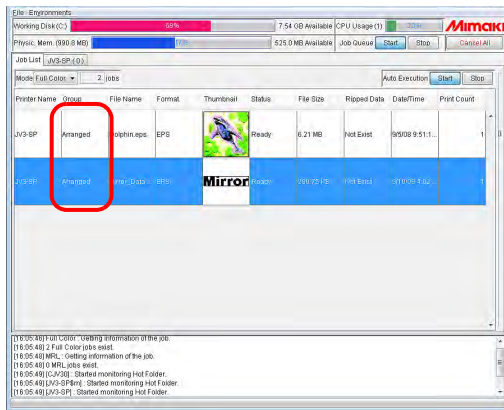 File Environments
Working Disk(C:) 59% 7.54 GB Available CPU Usage (1)
Mimaki
Physic. Mem. (990.8 MB) 525.0 MB Available Job Queue Start Stop Cancel All
Job List JV3-SP ( 0 )
Mode Full Color 2 jobs Auto Execution Start Stop
Printer Name Group File Name Format Thumbnail Status File Size Ripped Data Date/Time Print Count
JV3-SP Arranged Dolphin.eps EPS Ready 6.21 MB Not Exist 9/5/08 9:51:1... 1
JV3-SP Arranged EPS Mirror Ready Not Exist 1
[16:05:48] Full Color : Getting information of the job.
[16:05:48] 2 Full Color jobs exist.
[16:05:48] MRL : Getting information of the job.
[16:05:48] 0 MRL jobs exist.
[16:05:49] [CJV30] : Started monitoring Hot Folder.
[16:05:49] [JV3-SP$m] : Started monitoring Hot Folder.
[16:05:49] [JV3-SP] : Started monitoring Hot Folder.